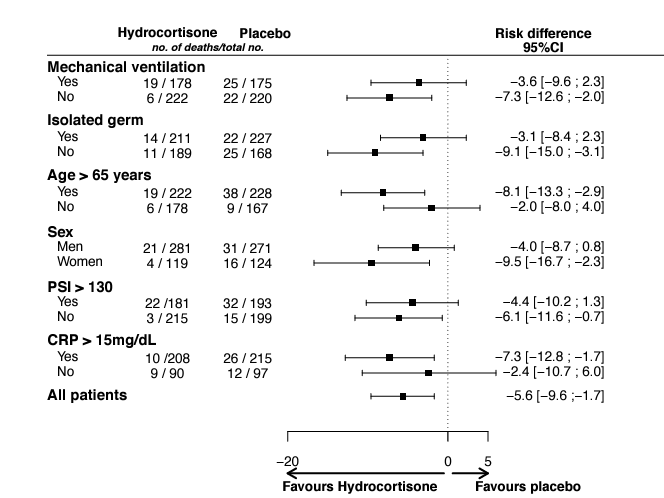 Hydrocortisone Placebo Risk difference
no. of deaths/total no. 95%CI
Mechanical ventilation
Yes 19 / 178 25 / 175 −3.6 [−9.6 ; 2.3]
No 6 / 222 22 / 220 −7.3 [−12.6 ; −2.0]
Isolated germ
Yes 14 / 211 22 / 227 −3.1 [−8.4 ; 2.3]
No 11 / 189 25 / 168 −9.1 [−15.0 ; −3.1]
Age > 65 years
Yes 19 / 222 38 / 228 −8.1 [−13.3 ; −2.9]
No 6 / 178 9 / 167 −2.0 [−8.0 ; 4.0]
Sex
Men 21 / 281 31 / 271 −4.0 [−8.7 ; 0.8]
Women 4 / 119 16 / 124 −9.5 [−16.7 ; −2.3]
PSI > 130
Yes 22 /181 32 / 193 −4.4 [−10.2 ; 1.3]
No 3 / 215 15 / 199 −6.1 [−11.6 ; −0.7]
CRP > 15mg/dL
Yes 10 /208 26 / 215 −7.3 [−12.8 ; −1.7]
No 9 / 90 12 / 97 −2.4 [−10.7 ; 6.0]
All patients −5.6 [−9.6 ;−1.7]
−20 0 5
Favours Hydrocortisone Favours placebo